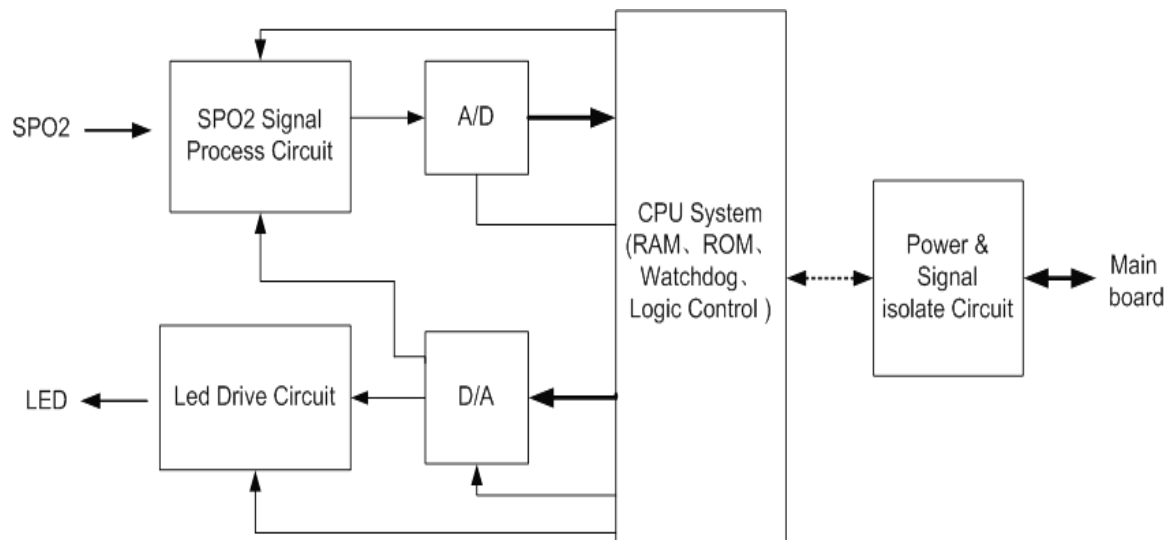 SPO2
SPO2 Signal
Process Circuit
A/D
CPU System
(RAM、ROM、
Watchdog、
Logic Control )
Power &
Signal
isolate Circuit
Main
board
LED
Led Drive Circuit
D/A